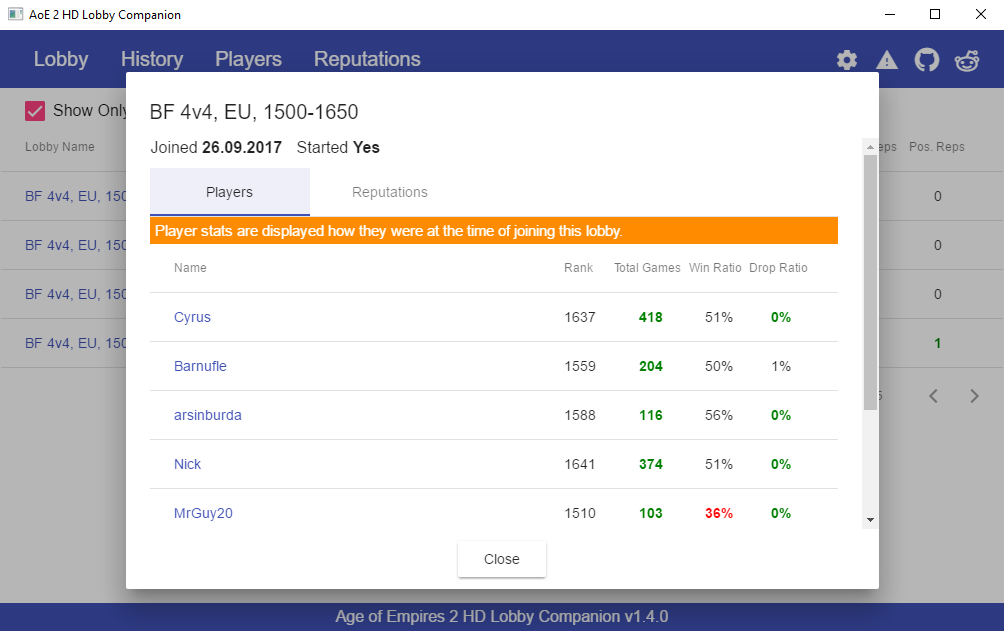 AoE 2 HD Lobby Companion
Lobby History Players Reputations
Show Only
Lobby Name
eps Pos. Reps
BF 4v4, EU, 150
0
BF 4v4, EU, 150
0
BF 4v4, EU, 150
0
BF 4v4, EU, 150
1
BF 4v4, EU, 1500-1650
Joined 26.09.2017 Started Yes
Players Reputations
Player stats are displayed how they were at the time of joining this lobby.
Name Rank Total Games Win Ratio Drop Ratio
Cyrus 1637 418 51% 0%
Barnufle 1559 204 50% 1%
arsinburda 1588 116 56% 0%
Nick 1641 374 51% 0%
MrGuy20 1510 103 36% 0%
Close
Age of Empires 2 HD Lobby Companion v1.4.0